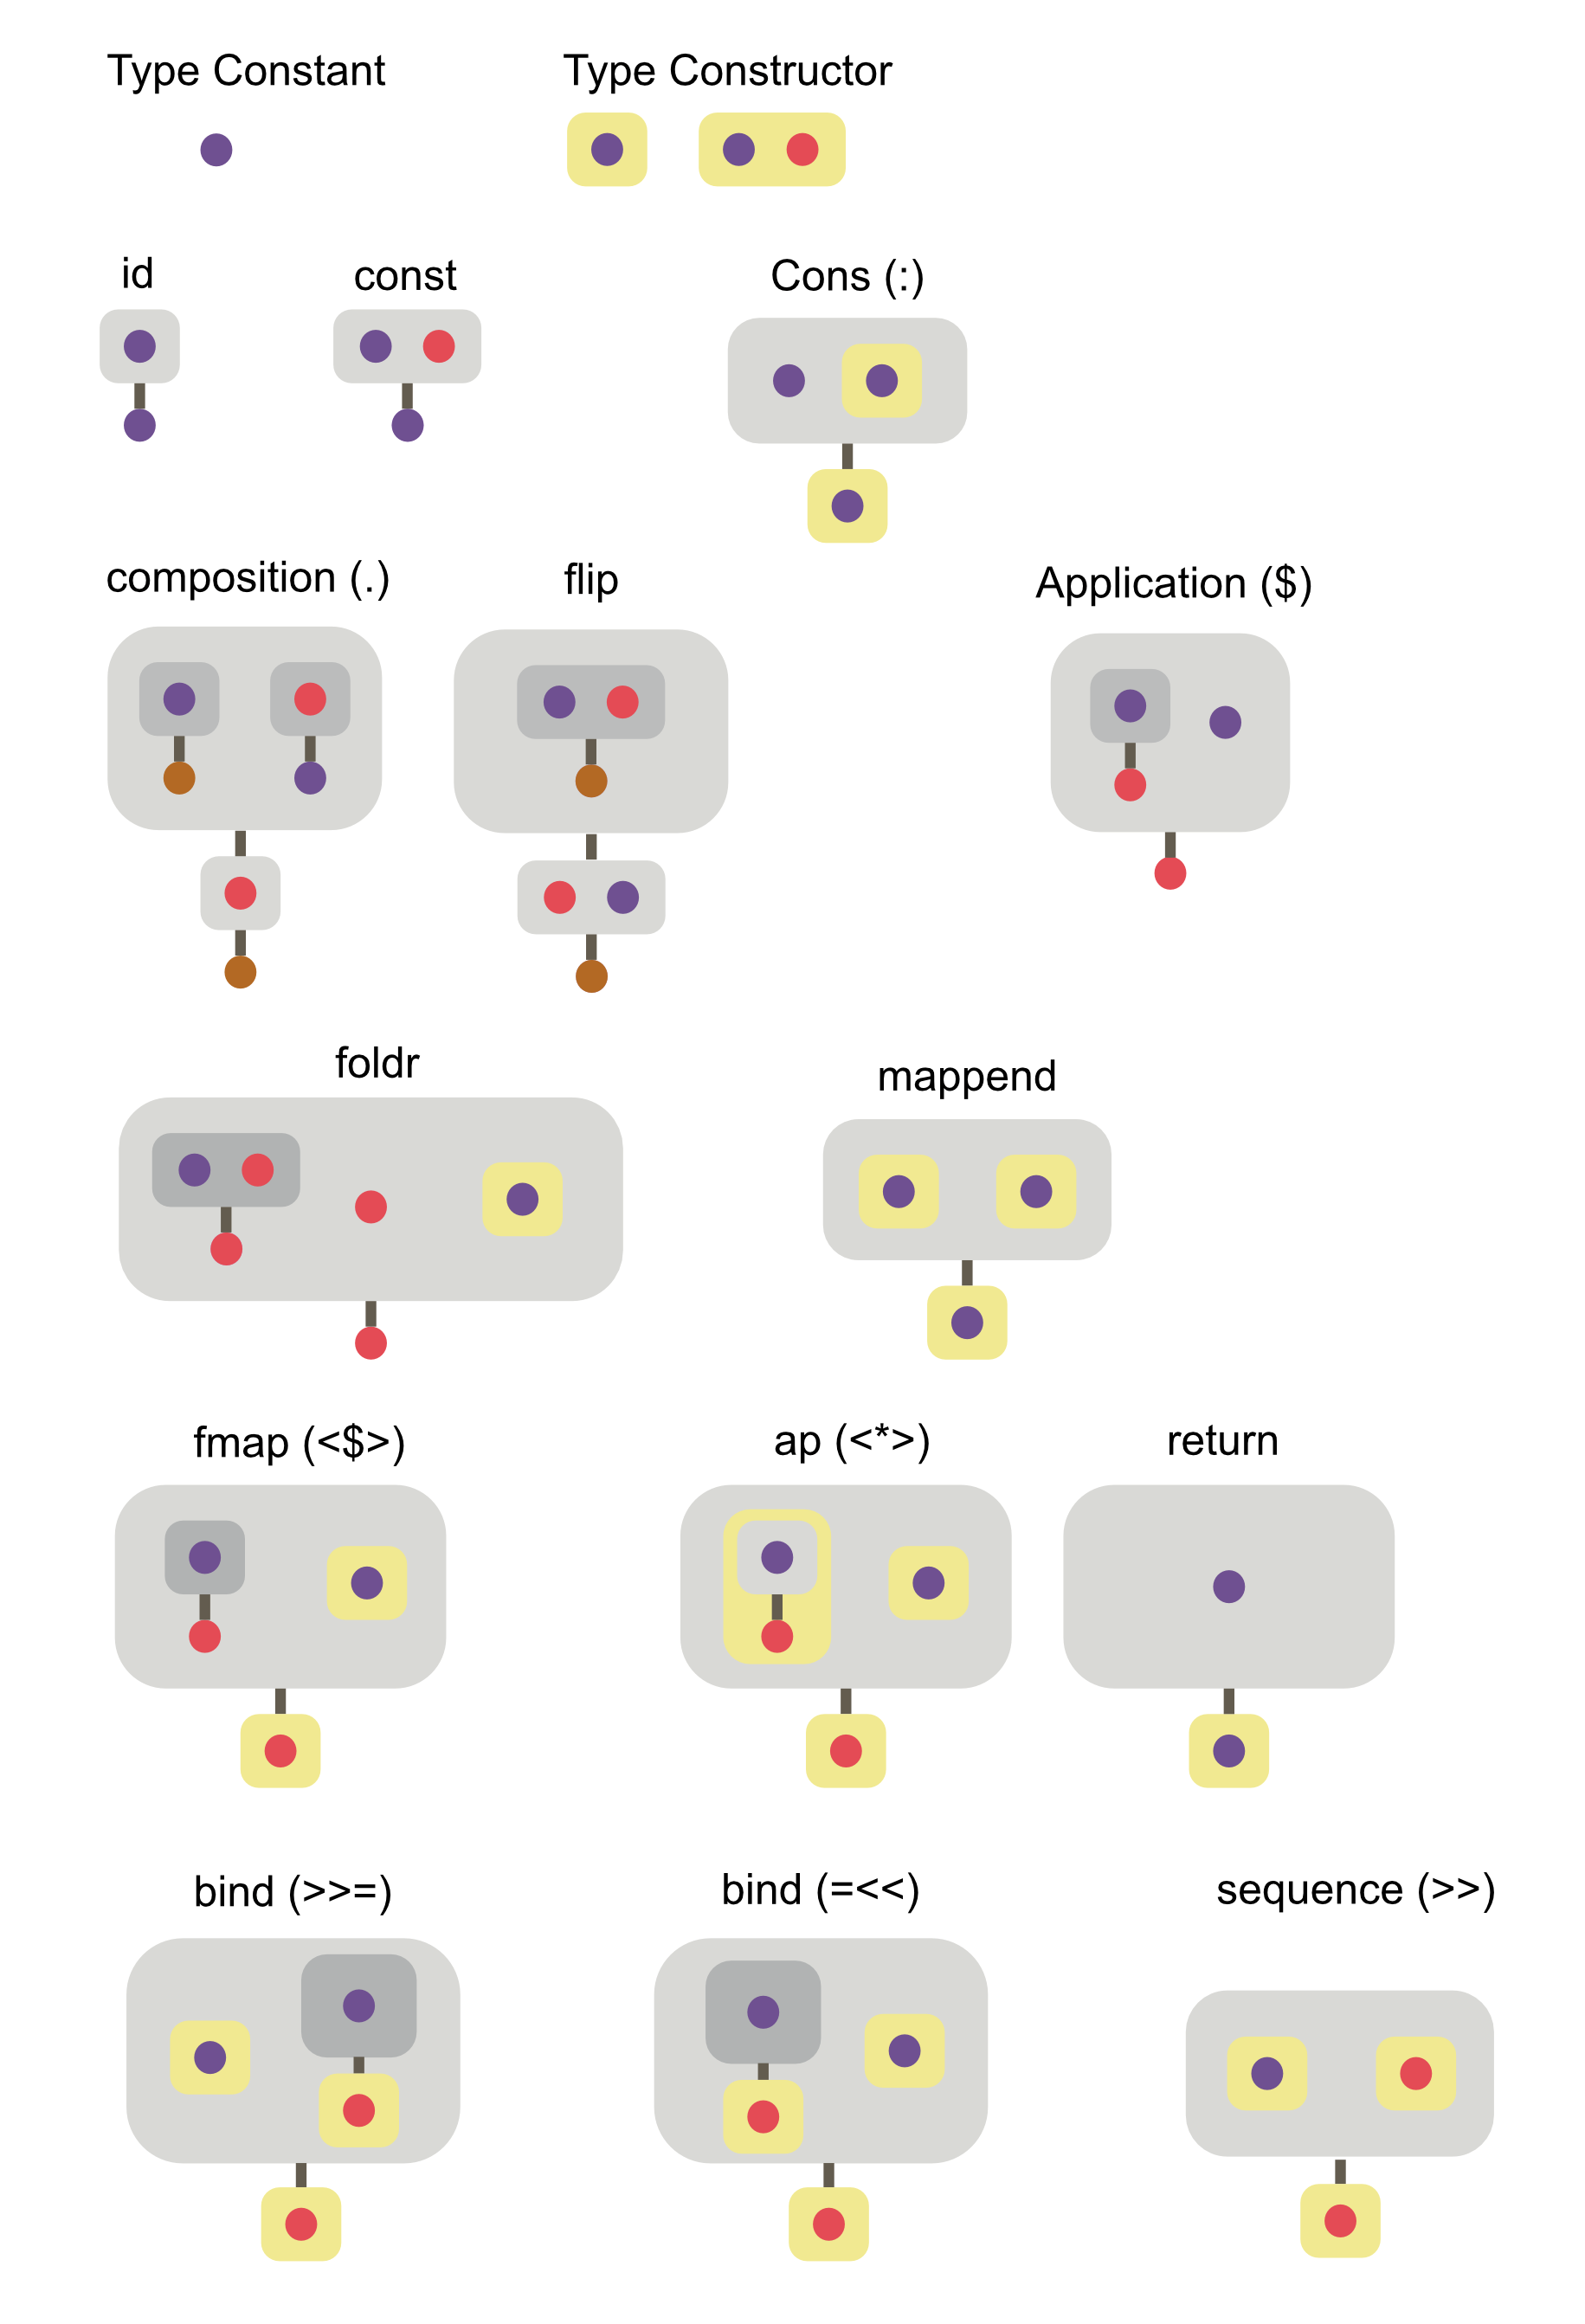 Type Constant
Type Constructor
id
const
Cons (:)
composition (.)
flip
Application ($)
foldr
mappend
fmap (<$>)
ap (<*>)
return
bind (>>=)
bind (=<<)
sequence (>>)